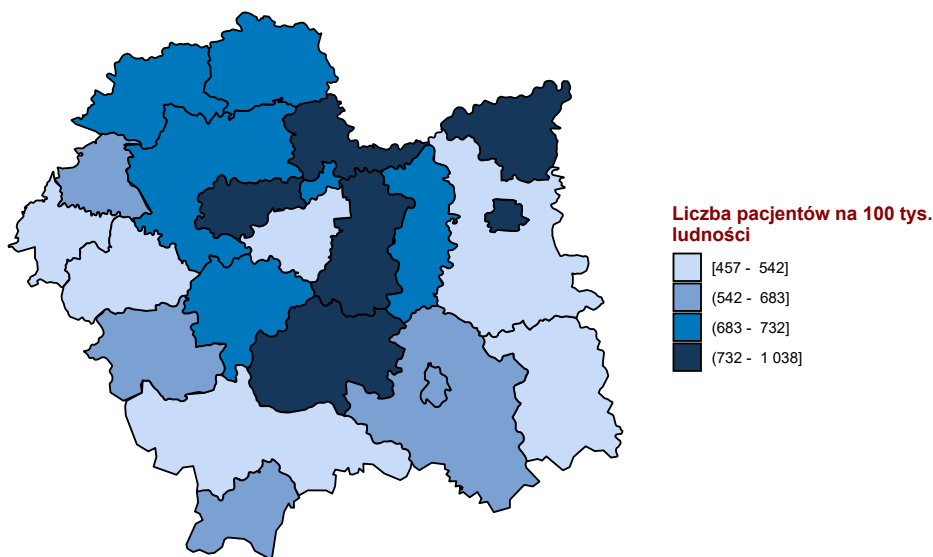 Liczba pacjentów na 100 tys.
ludności
[457 - 542]
(542 - 683]
(683 - 732]
(732 - 1 038]